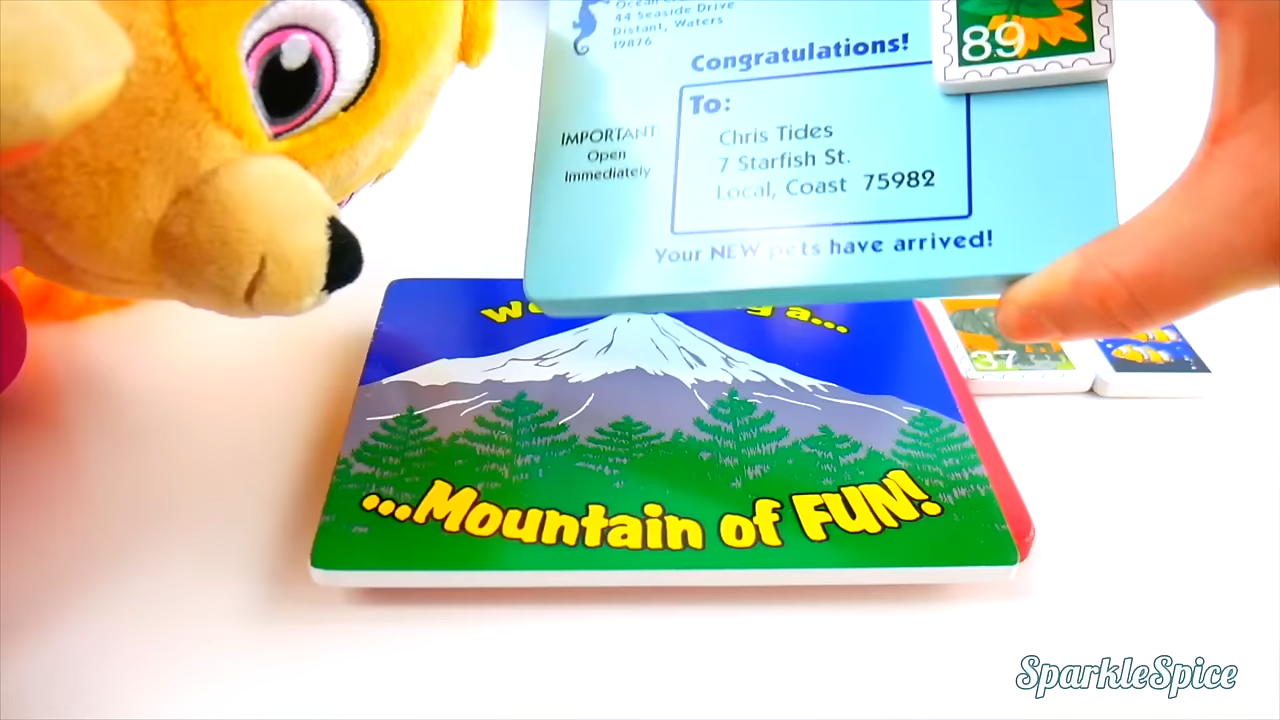 Ocean
44 Seaside Drive
Distant, Waters
19876
89
Congratulations!
To:
Chris Tides
7 Starfish St.
Local, Coast 75982
IMPORTANT
Open
Immediately
Your NEW pets have arrived!
a...
...Mountain of FUN!
37
SparkleSpice